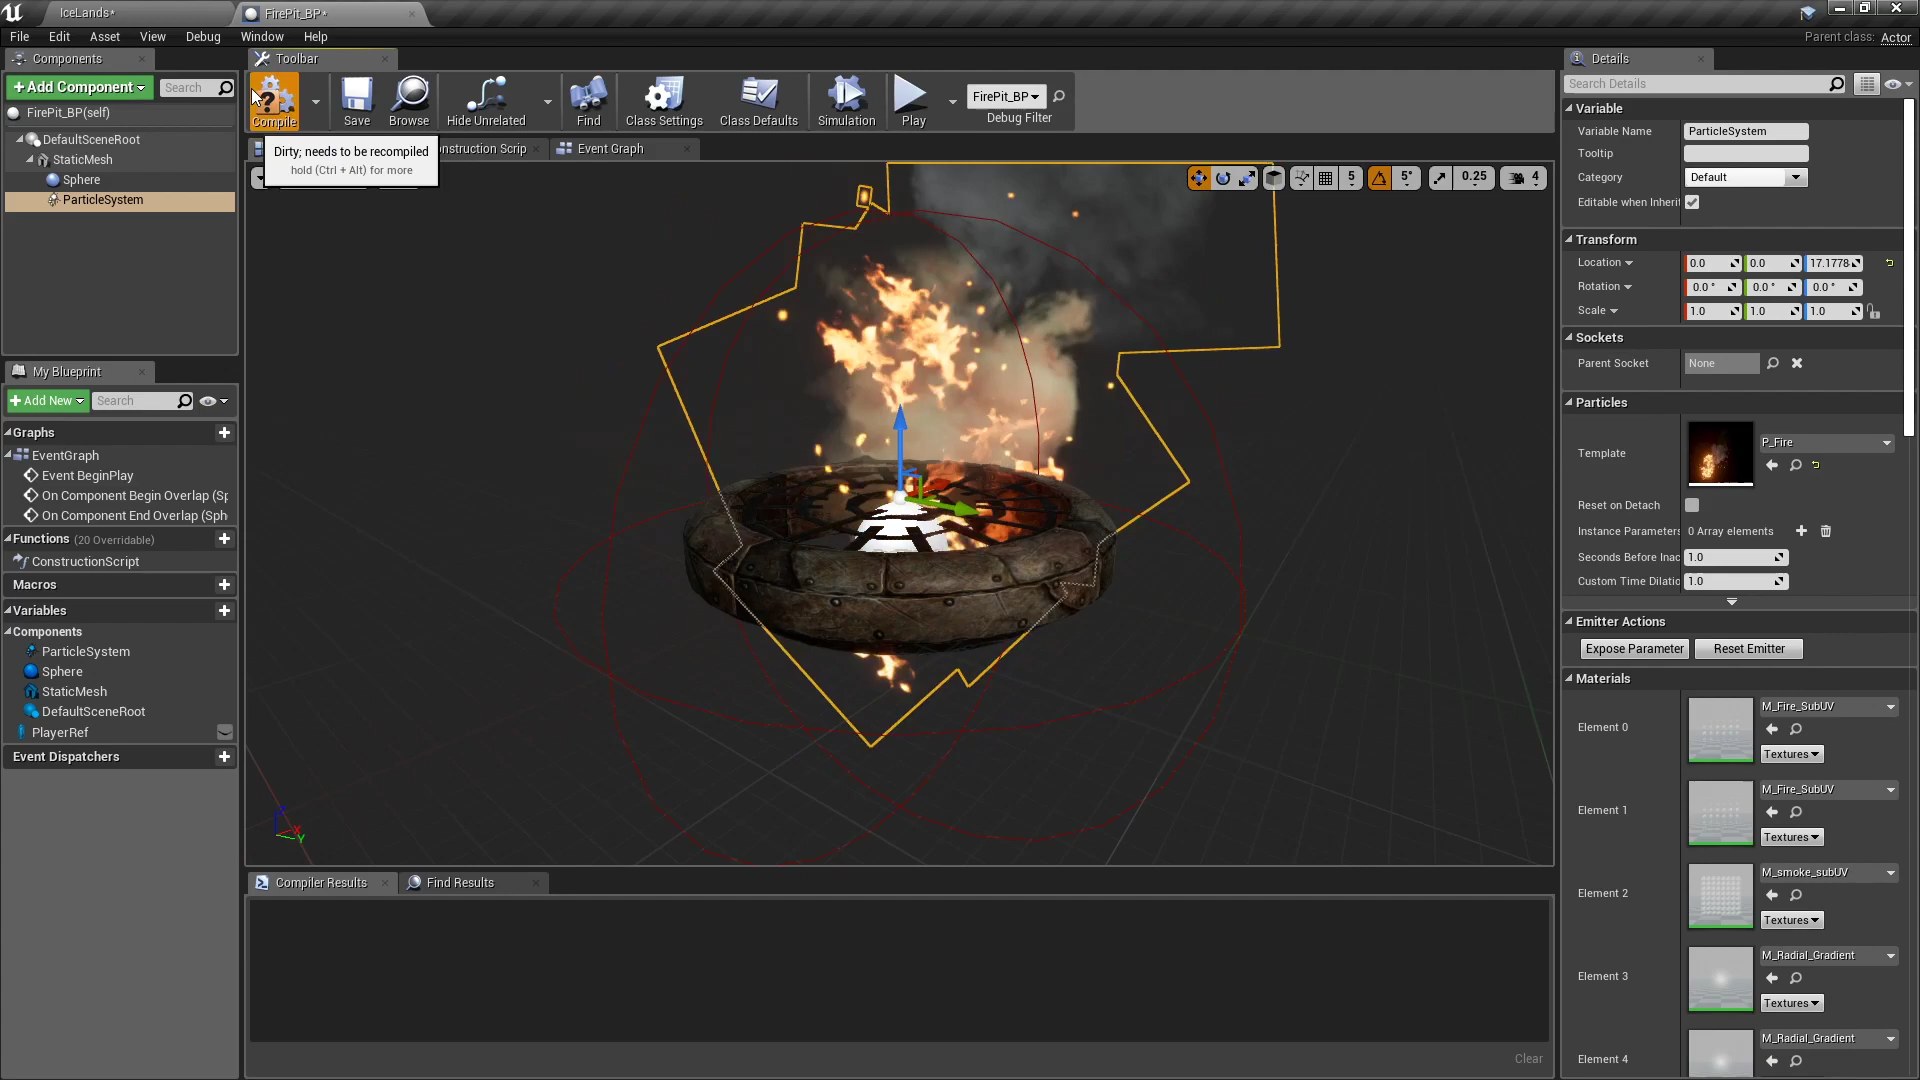 IceLands*
FirePit_BP*
File Edit Asset View Debug Window Help
Parent class: Actor
Components
Toolbar
Details
+ Add Component
Search
Compile
Save
Browse
Hide Unrelated
Find
Class Settings
Class Defaults
Simulation
Play
FirePit_BP
Debug Filter
Search Details
FirePit_BP(self)
DefaultSceneRoot
StaticMesh
Sphere
ParticleSystem
Dirty; needs to be recompiled
hold (Ctrl + Alt) for more
onstruction Scrip
Event Graph
5
5°
0.25
4
My Blueprint
+ Add New
Search
Graphs
EventGraph
Event BeginPlay
On Component Begin Overlap (Sp
On Component End Overlap (Sph
Functions (20 Overridable)
ConstructionScript
Macros
Variables
Components
ParticleSystem
Sphere
StaticMesh
DefaultSceneRoot
PlayerRef
Event Dispatchers
Z
X
Y
Compiler Results
Find Results
Clear
Variable
Variable Name ParticleSystem
Tooltip
Category Default
Editable when Inherit
Transform
Location 0.0 0.0 17.1778
Rotation 0.0 ° 0.0 ° 0.0 °
Scale 1.0 1.0 1.0
Sockets
Parent Socket None
Particles
Template P_Fire
Reset on Detach
Instance Parameters 0 Array elements
Seconds Before Inac 1.0
Custom Time Dilatio 1.0
Emitter Actions
Expose Parameter Reset Emitter
Materials
Element 0 M_Fire_SubUV
Textures
Element 1 M_Fire_SubUV
Textures
Element 2 M_smoke_subUV
Textures
Element 3 M_Radial_Gradient
Textures
Element 4 M_Radial_Gradient